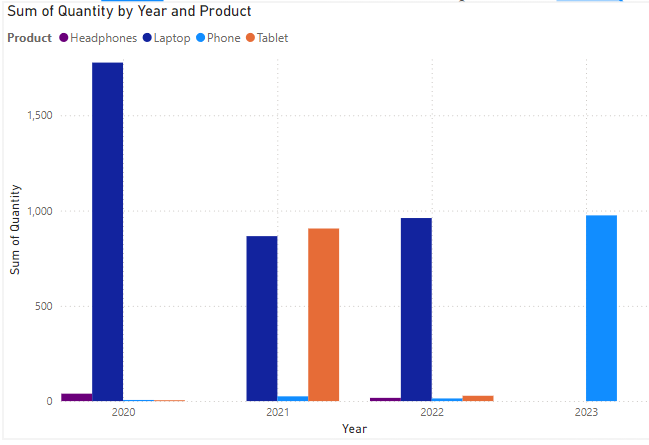 Sum of Quantity by Year and Product
Product Headphones Laptop Phone Tablet
1,500
1,000
500
0
Sum of Quantity
2020 2021 2022 2023
Year